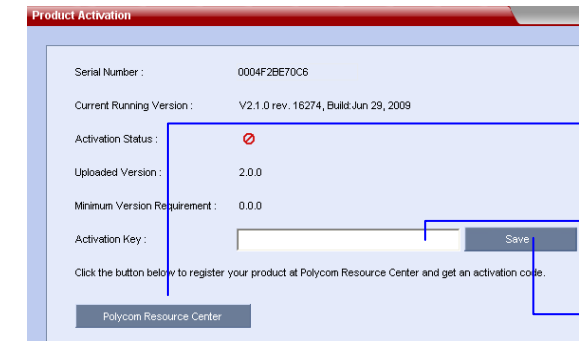 Product Activation
Serial Number : 0004F2BE70C6
Current Running Version : V2.1.0 rev. 16274, Build:Jun 29, 2009
Activation Status :
Uploaded Version : 2.0.0
Minimum Version Requirement : 0.0.0
Activation Key : Save
Click the button below to register your product at Polycom Resource Center and get an activation code.
Polycom Resource Center